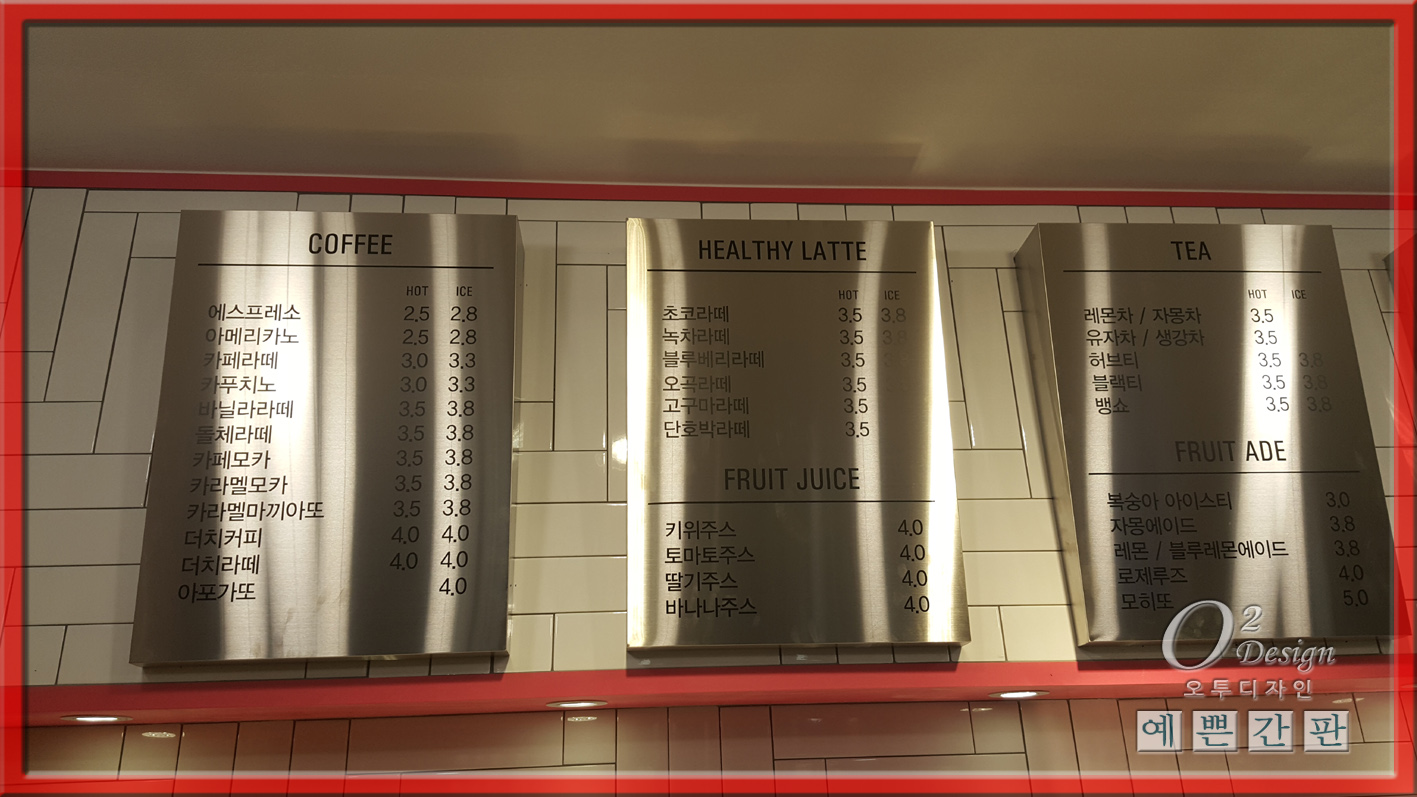 COFFEE
HOT ICE
에스프레소 2.5 2.8
아메리카노 2.5 2.8
카페라떼 3.0 3.3
카푸치노 3.0 3.3
바닐라라떼 3.5 3.8
돌체라떼 3.5 3.8
카페모카 3.5 3.8
카라멜모카 3.5 3.8
카라멜마끼아또 3.5 3.8
더치커피 4.0 4.0
더치라떼 4.0 4.0
아포가또 4.0
HEALTHY LATTE
HOT ICE
초코라떼 3.5 3.8
녹차라떼 3.5 3.8
블루베리라떼 3.5
오곡라떼 3.5
고구마라떼 3.5
단호박라떼 3.5
FRUIT JUICE
키위주스 4.0
토마토주스 4.0
딸기주스 4.0
바나나주스 4.0
TEA
HOT ICE
레몬차 / 자몽차 3.5
유자차 / 생강차 3.5
허브티 3.5 3.8
블랙티 3.5 3.8
뱅쇼 3.5 3.8
FRUIT ADE
복숭아 아이스티 3.0
자몽에이드 3.8
레몬 / 블루레몬에이드 3.8
로제루즈 4.0
모히또 5.0
O2 Design
오투디자인
예쁜간판